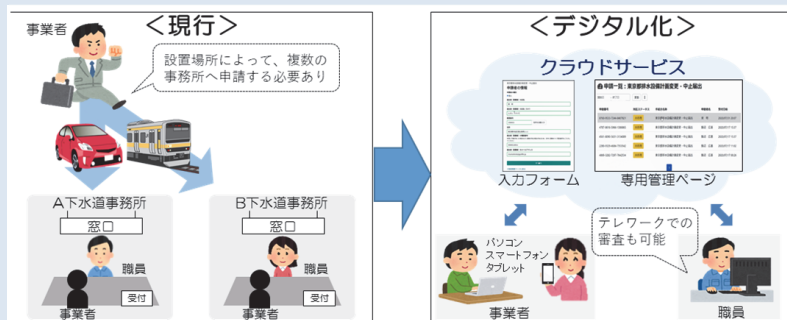 ＜現行＞
事業者
設置場所によって、複数の
事務所へ申請する必要あり
A下水道事務所
窓口
職員
受付
事業者
B下水道事務所
窓口
職員
受付
事業者
＜デジタル化＞
クラウドサービス
申請一覧：東京都排水設備計画変更・中止届出
入力フォーム
専用管理ページ
パソコン
スマートフォン
タブレット
事業者
テレワークでの
審査も可能
職員